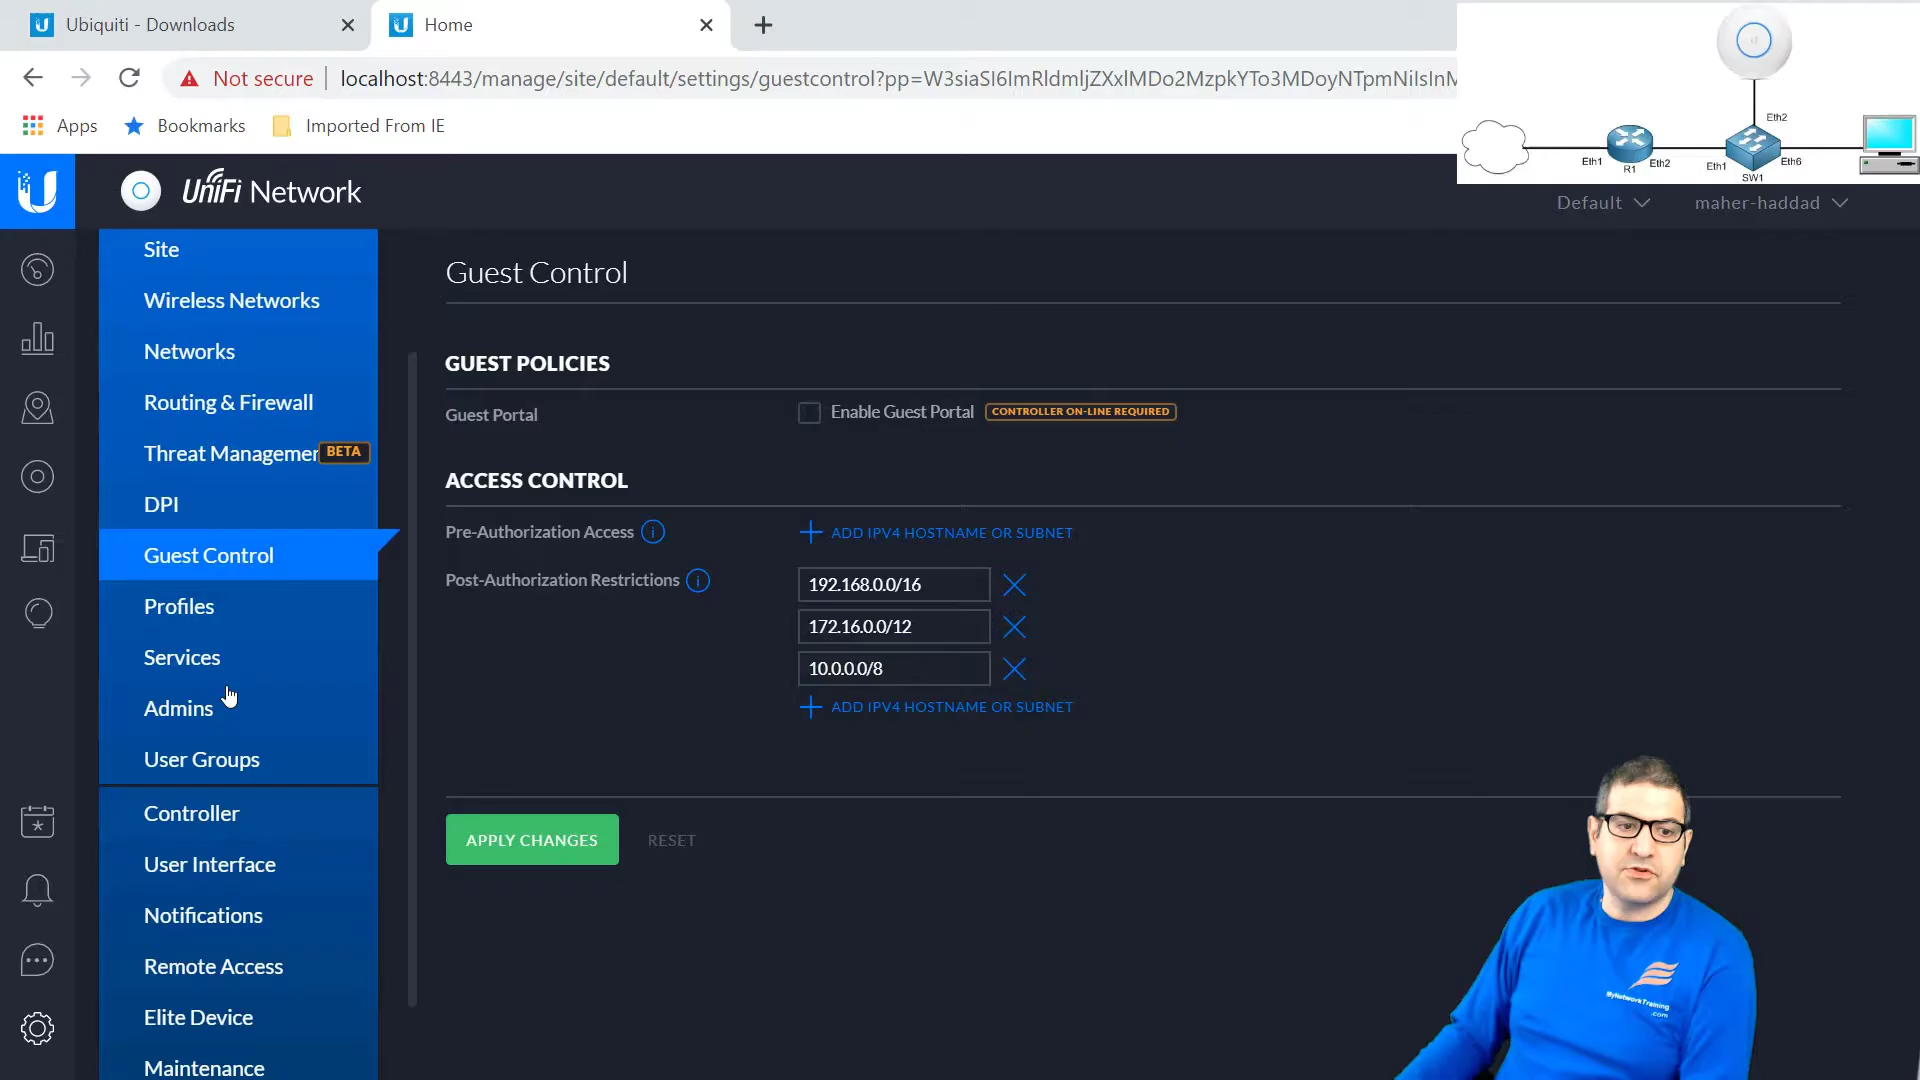 Ubiquiti - Downloads
Home
Not secure
localhost:8443/manage/site/default/settings/guestcontrol?pp=W3siaSI6ImRldmljZXxlMDo2MzpkYTo3MDoyNTpmNiIsInM
Apps
Bookmarks
Imported From IE
Eth2
Eth1
R1
Eth2
Eth1
SW1
Eth6
UniFi Network
Default
maher-haddad
Site
Wireless Networks
Networks
Routing & Firewall
Threat Managemen
BETA
DPI
Guest Control
Profiles
Services
Admins
User Groups
Controller
User Interface
Notifications
Remote Access
Elite Device
Maintenance
Guest Control
GUEST POLICIES
Guest Portal
Enable Guest Portal
CONTROLLER ON-LINE REQUIRED
ACCESS CONTROL
Pre-Authorization Access
ADD IPV4 HOSTNAME OR SUBNET
Post-Authorization Restrictions
192.168.0.0/16
172.16.0.0/12
10.0.0.0/8
ADD IPV4 HOSTNAME OR SUBNET
APPLY CHANGES
RESET
MyNetworkTraining
.com